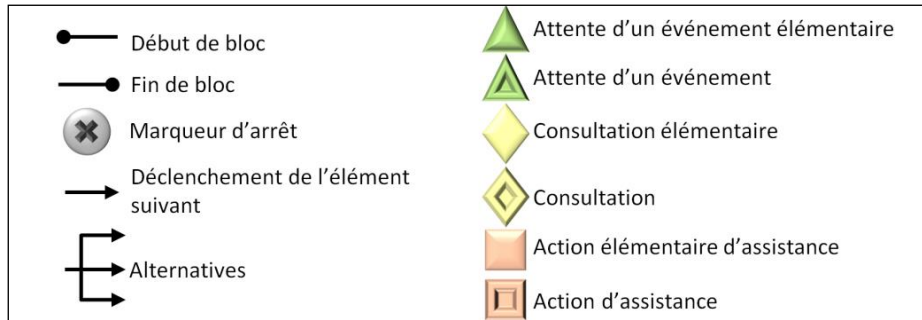 Début de bloc
Fin de bloc
Marqueur d'arrêt
Déclenchement de l'élément
suivant
Alternatives
Attente d'un événement élémentaire
Attente d'un événement
Consultation élémentaire
Consultation
Action élémentaire d'assistance
Action d'assistance